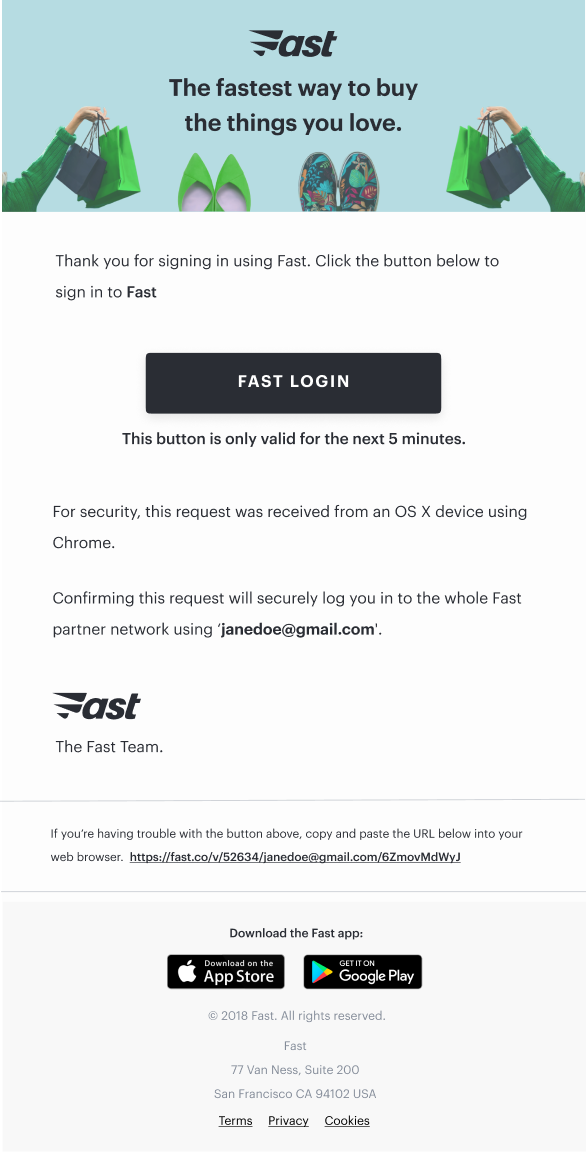 Fast
The fastest way to buy
the things you love.
Thank you for signing in using Fast. Click the button below to
sign in to Fast
FAST LOGIN
This button is only valid for the next 5 minutes.
For security, this request was received from an OS X device using
Chrome.
Confirming this request will securely log you in to the whole Fast
partner network using ‘janedoe@gmail.com'.
Fast
The Fast Team.
If you’re having trouble with the button above, copy and paste the URL below into your
web browser. https://fast.co/v/52634/janedoe@gmail.com/6ZmovMdWyJ
Download the Fast app:
Download on the
App Store
GET IT ON
Google Play
© 2018 Fast. All rights reserved.
Fast
77 Van Ness, Suite 200
San Francisco CA 94102 USA
Terms Privacy Cookies